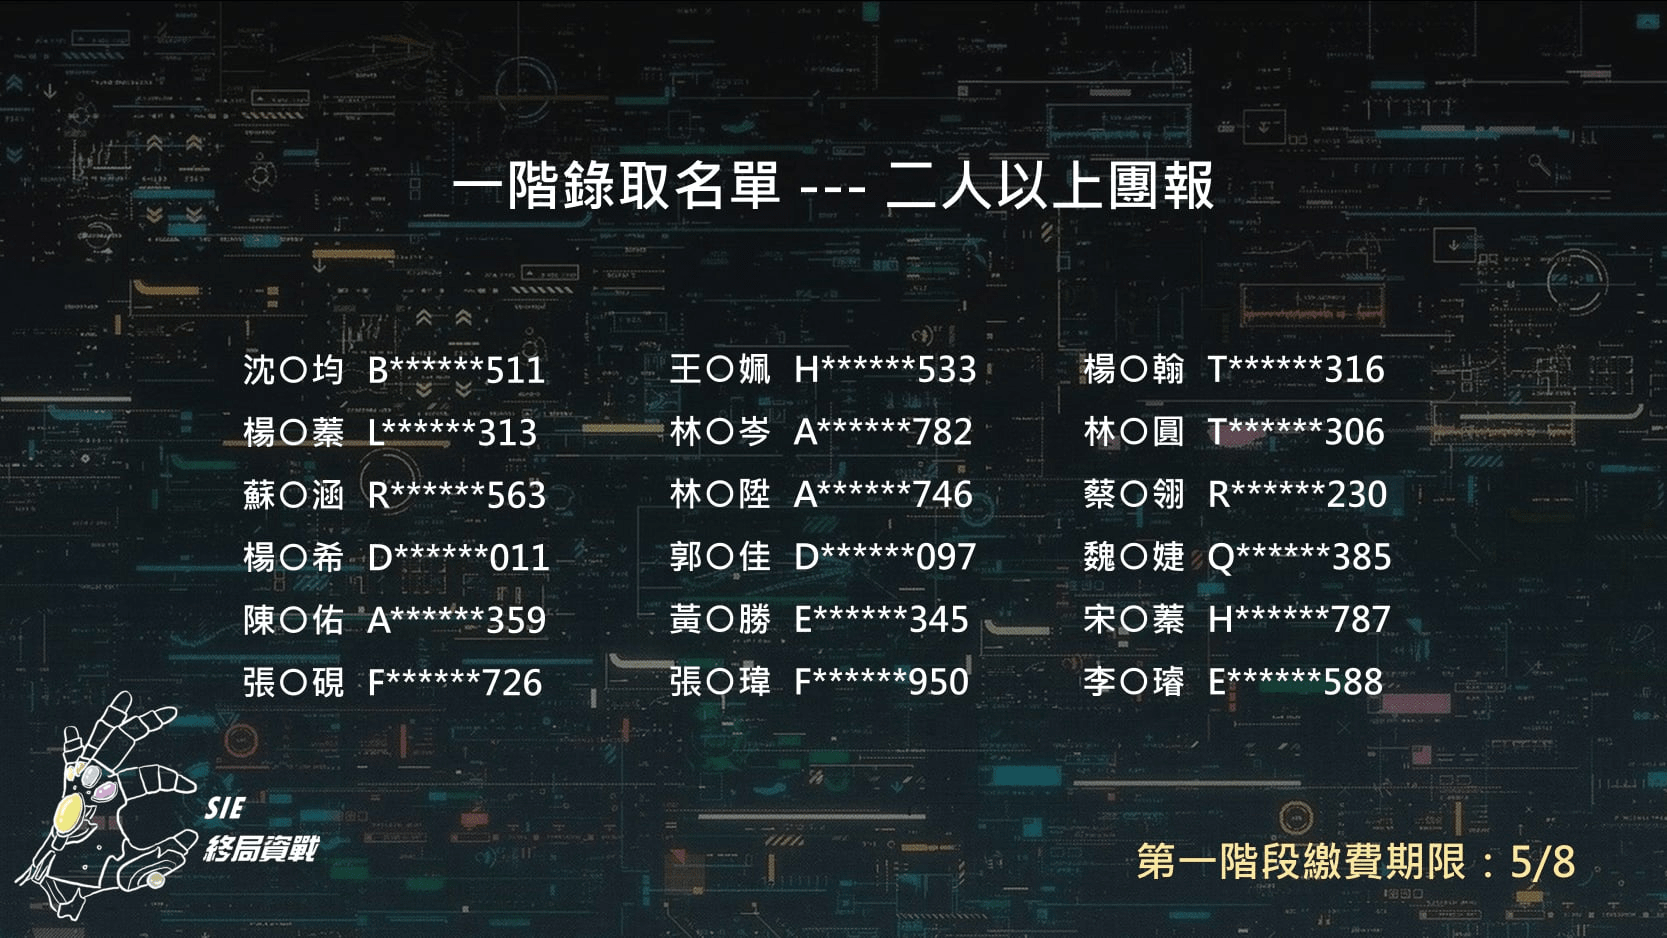 一階錄取名單 --- 二人以上團報
沈〇均 B******511 王〇姵 H******533 楊〇翰 T******316
楊〇蓁 L******313 林〇岑 A******782 林〇圓 T******306
蘇〇涵 R******563 林〇陞 A******746 蔡〇翎 R******230
楊〇希 D******011 郭〇佳 D******097 魏〇婕 Q******385
陳〇佑 A******359 黃〇勝 E******345 宋〇蓁 H******787
張〇硯 F******726 張〇瑋 F******950 李〇璿 E******588
SIE
終局資戰
第一階段繳費期限：5/8